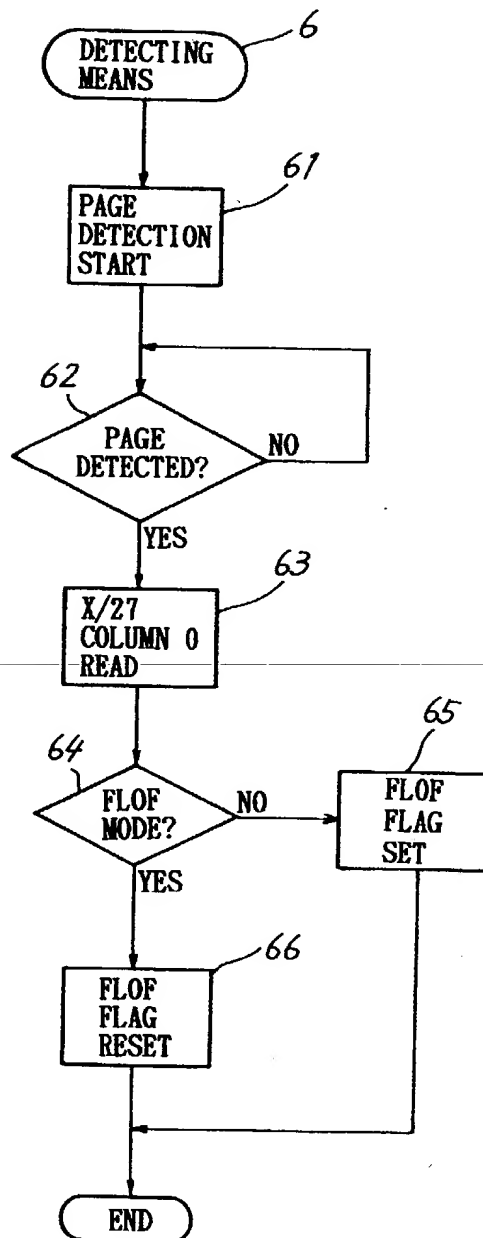 6
DETECTING
MEANS
61
PAGE
DETECTION
START
62
PAGE
DETECTED?
NO
YES
63
X/27
COLUMN 0
READ
64
FLOF
MODE?
NO
YES
65
FLOF
FLAG
SET
66
FLOF
FLAG
RESET
END